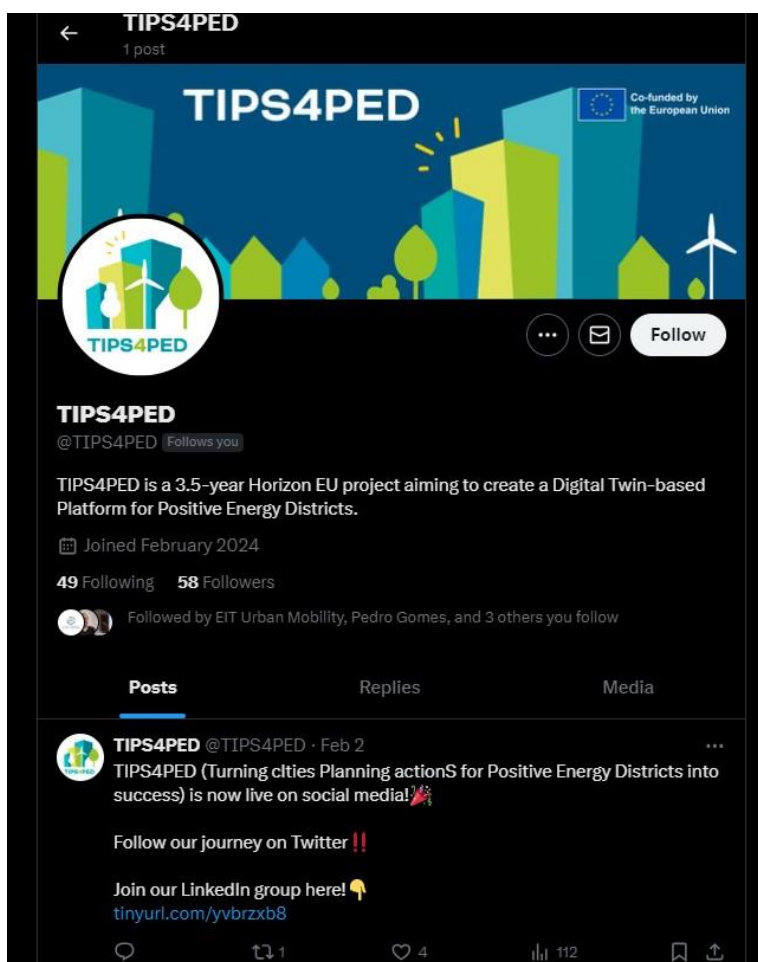 TIPS4PED
1 post
TIPS4PED
Co-funded by
the European Union
TIPS4PED
Follow
TIPS4PED
@TIPS4PED Follows you
TIPS4PED is a 3.5-year Horizon EU project aiming to create a Digital Twin-based
Platform for Positive Energy Districts.
Joined February 2024
49 Following 58 Followers
Followed by EIT Urban Mobility, Pedro Gomes, and 3 others you follow
Posts Replies Media
TIPS4PED @TIPS4PED · Feb 2
TIPS4PED (Turning cIties Planning actionS for Positive Energy Districts into
success) is now live on social media!🎉
Follow our journey on Twitter‼️
Join our LinkedIn group here!👇
tinyurl.com/yvbrzxb8
1 4 112